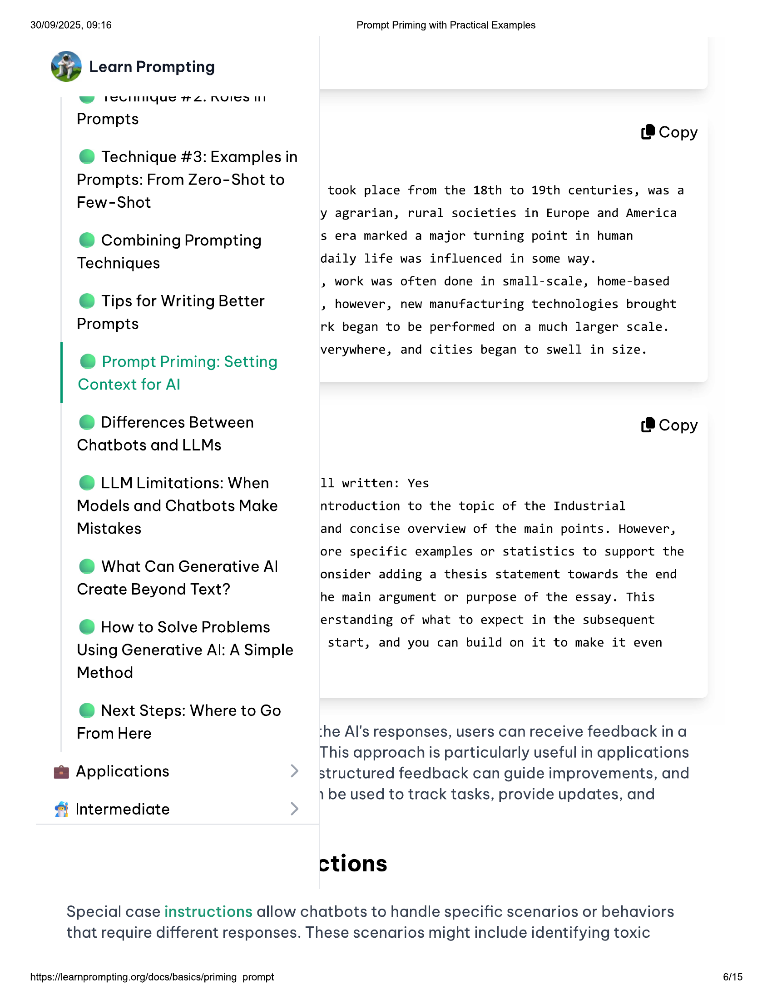 30/09/2025, 09:16
Prompt Priming with Practical Examples
Learn Prompting
Technique #2: Roles in
Prompts
Technique #3: Examples in
Prompts: From Zero-Shot to
Few-Shot
Combining Prompting
Techniques
Tips for Writing Better
Prompts
Prompt Priming: Setting
Context for AI
Differences Between
Chatbots and LLMs
LLM Limitations: When
Models and Chatbots Make
Mistakes
What Can Generative AI
Create Beyond Text?
How to Solve Problems
Using Generative AI: A Simple
Method
Next Steps: Where to Go
From Here
Applications
Intermediate
Copy
took place from the 18th to 19th centuries, was a
y agrarian, rural societies in Europe and America
s era marked a major turning point in human
daily life was influenced in some way.
, work was often done in small-scale, home-based
, however, new manufacturing technologies brought
rk began to be performed on a much larger scale.
verywhere, and cities began to swell in size.
Copy
ll written: Yes
ntroduction to the topic of the Industrial
and concise overview of the main points. However,
ore specific examples or statistics to support the
onsider adding a thesis statement towards the end
he main argument or purpose of the essay. This
erstanding of what to expect in the subsequent
start, and you can build on it to make it even
the AI's responses, users can receive feedback in a
This approach is particularly useful in applications
structured feedback can guide improvements, and
be used to track tasks, provide updates, and
ctions
Special case instructions allow chatbots to handle specific scenarios or behaviors
that require different responses. These scenarios might include identifying toxic
https://learnprompting.org/docs/basics/priming_prompt
6/15